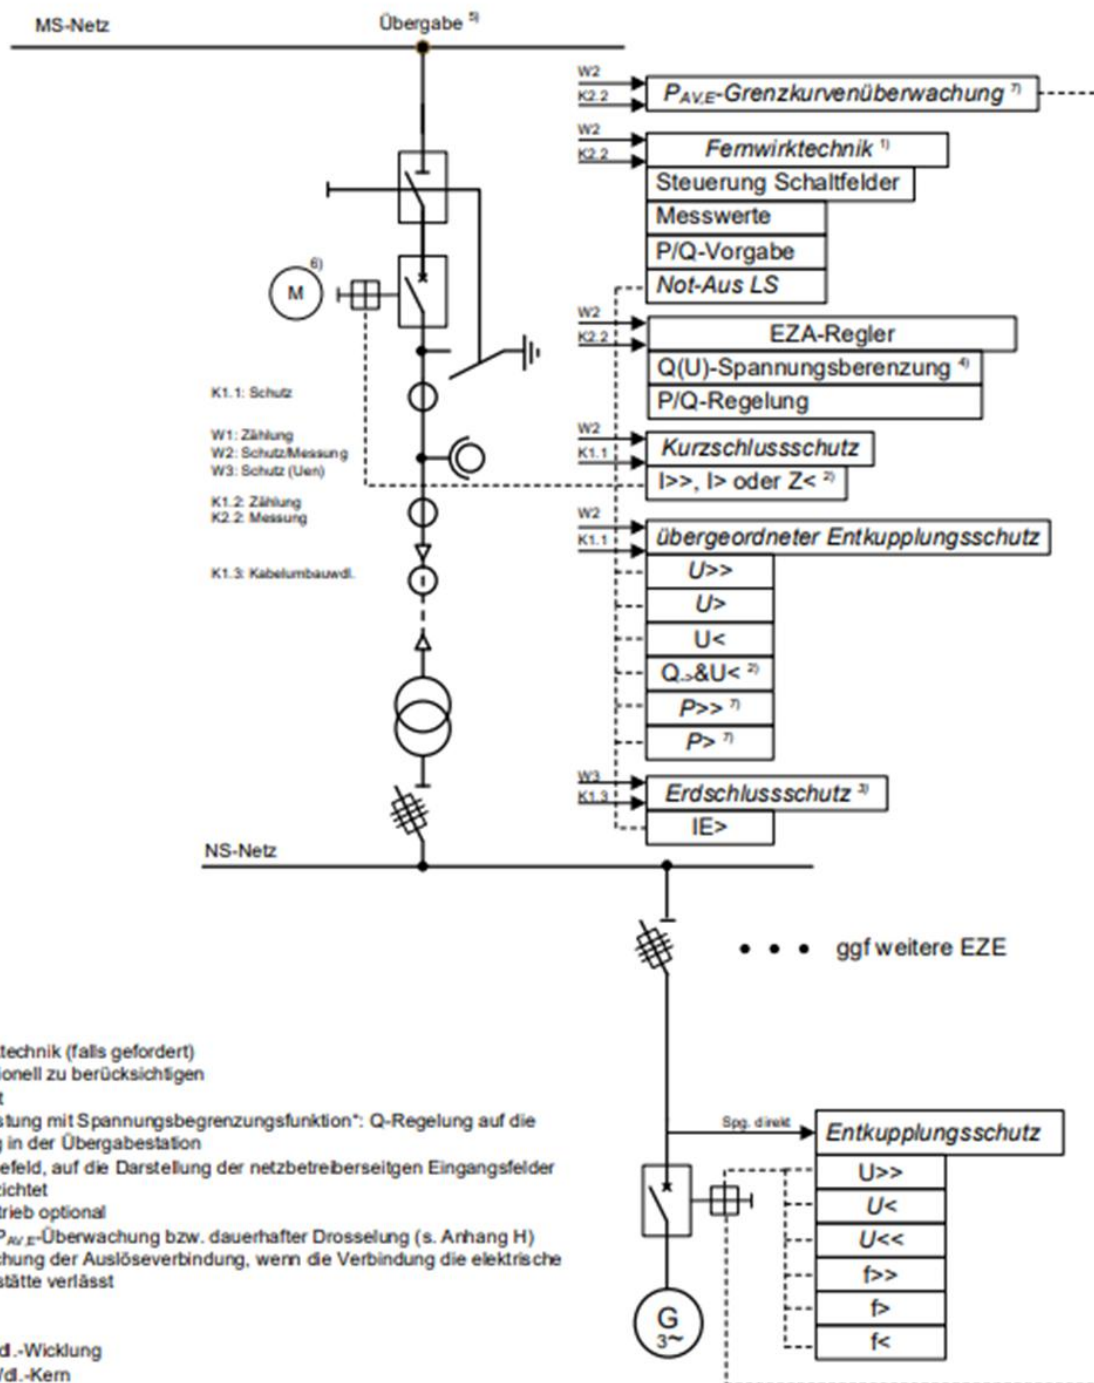 MS-Netz
Übergabe 5)
W2
K2.2
PAV,E-Grenzkurvenüberwachung 7)
W2
K2.2
Fernwirktechnik 1)
Steuerung Schaltfelder
Messwerte
P/Q-Vorgabe
Not-Aus LS
6)
M
W2
K2.2
EZA-Regler
Q(U)-Spannungsberenzung 4)
P/Q-Regelung
K1.1: Schutz
W1: Zählung
W2: Schutz/Messung
W3: Schutz (Uen)
K1.2: Zählung
K2.2: Messung
K1.3: Kabelumbauwdl.
W2
K1.1
Kurzschlussschutz
I>>, I> oder Z< 2)
W2
K1.1
übergeordneter Entkupplungsschutz
U>>
U>
U<
Q->&U< 2)
P>> 7)
P> 7)
W3
K1.3
Erdschlussschutz 3)
IE>
NS-Netz
ggf weitere EZE
technik (falls gefordert)
ionell zu berücksichtigen
t
stung mit Spannungsbegrenzungsfunktion": Q-Regelung auf die
g in der Übergabestation
efeld, auf die Darstellung der netzbetreiberseitgen Eingangsfelder
zichtet
trieb optional
PAV,E-Überwachung bzw. dauerhafter Drosselung (s. Anhang H)
chung der Auslöseverbindung, wenn die Verbindung die elektrische
stätte verlässt
dl.-Wicklung
Wdl.-Kern
Spg. direkt
Entkupplungsschutz
U>>
U<
U<<
f>>
f>
f<
G
3~